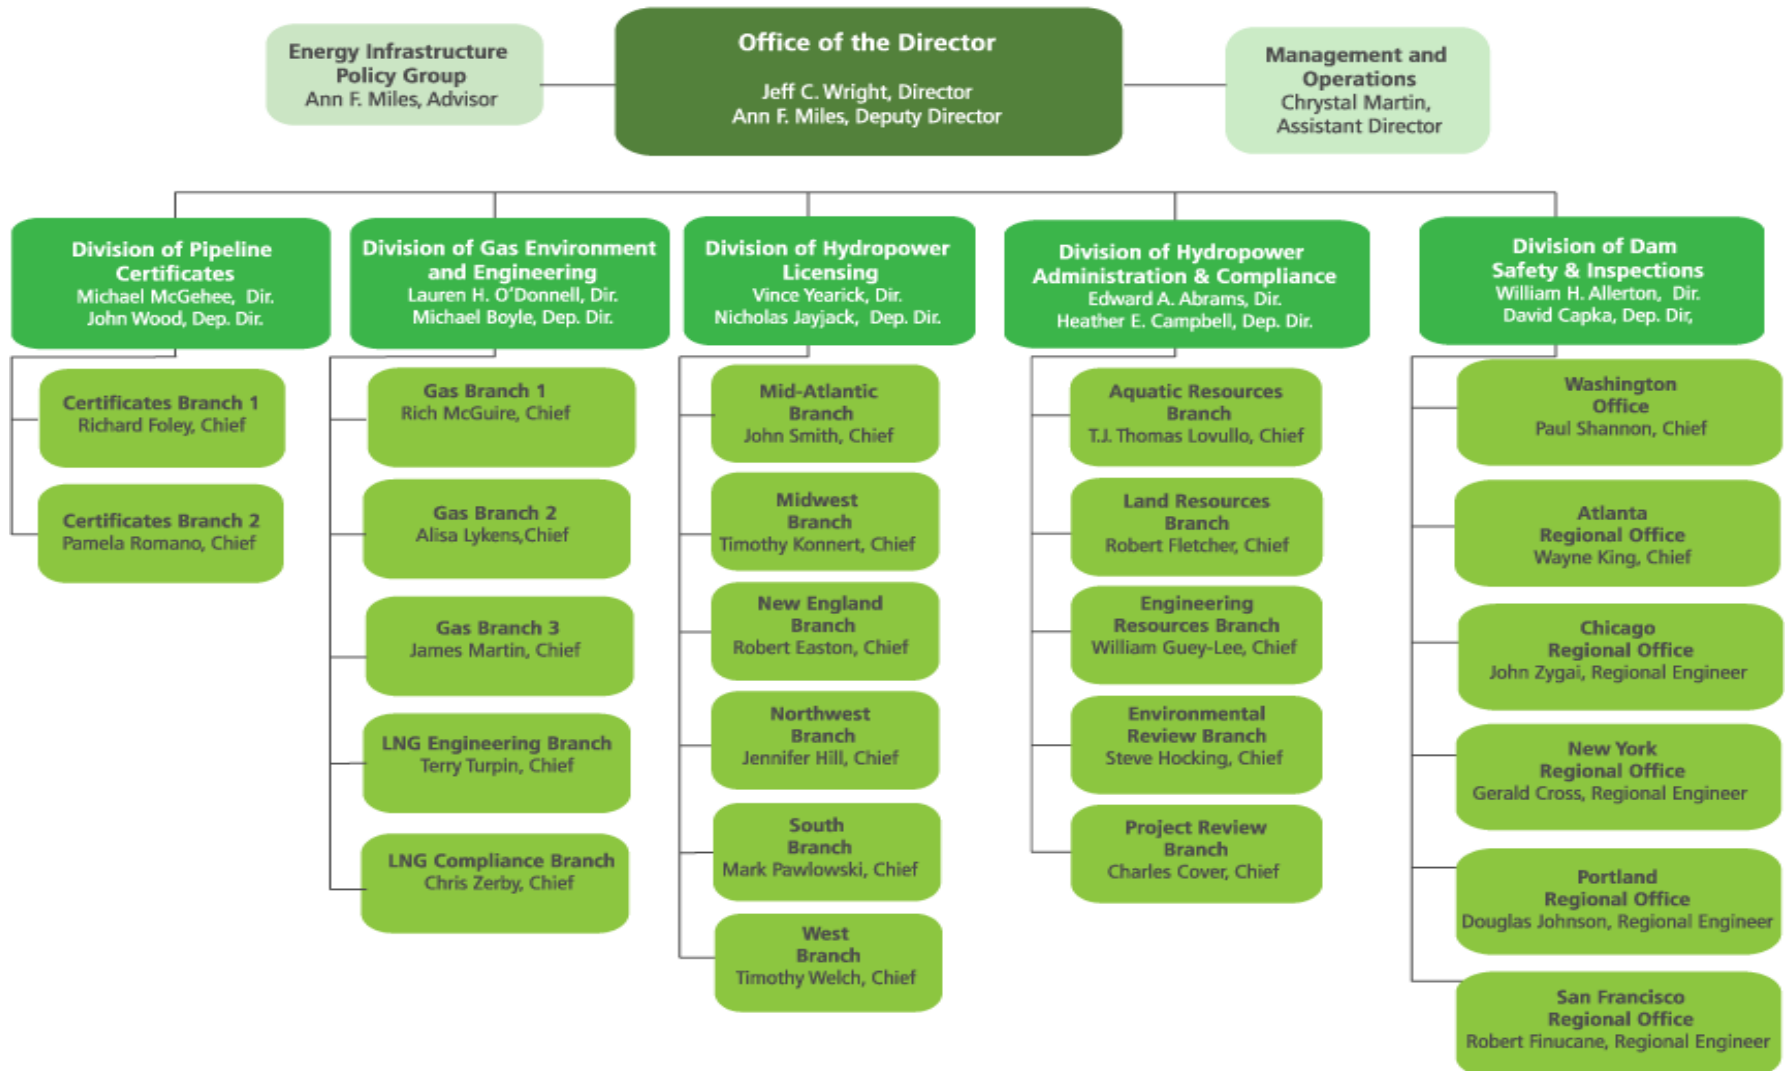 Energy Infrastructure
Policy Group
Ann F. Miles, Advisor
Office of the Director
Jeff C. Wright, Director
Ann F. Miles, Deputy Director
Management and
Operations
Chrystal Martin,
Assistant Director
Division of Pipeline
Certificates
Michael McGehee, Dir.
John Wood, Dep. Dir.
Certificates Branch 1
Richard Foley, Chief
Certificates Branch 2
Pamela Romano, Chief
Division of Gas Environment
and Engineering
Lauren H. O'Donnell, Dir.
Michael Boyle, Dep. Dir.
Gas Branch 1
Rich McGuire, Chief
Gas Branch 2
Alisa Lykens,Chief
Gas Branch 3
James Martin, Chief
LNG Engineering Branch
Terry Turpin, Chief
LNG Compliance Branch
Chris Zerby, Chief
Division of Hydropower
Licensing
Vince Yearick, Dir.
Nicholas Jayjack, Dep. Dir.
Mid-Atlantic
Branch
John Smith, Chief
Midwest
Branch
Timothy Konnert, Chief
New England
Branch
Robert Easton, Chief
Northwest
Branch
Jennifer Hill, Chief
South
Branch
Mark Pawlowski, Chief
West
Branch
Timothy Welch, Chief
Division of Hydropower
Administration & Compliance
Edward A. Abrams, Dir.
Heather E. Campbell, Dep. Dir.
Aquatic Resources
Branch
T.J. Thomas Lovullo, Chief
Land Resources
Branch
Robert Fletcher, Chief
Engineering
Resources Branch
William Guey-Lee, Chief
Environmental
Review Branch
Steve Hocking, Chief
Project Review
Branch
Charles Cover, Chief
Division of Dam
Safety & Inspections
William H. Allerton, Dir.
David Capka, Dep. Dir,
Washington
Office
Paul Shannon, Chief
Atlanta
Regional Office
Wayne King, Chief
Chicago
Regional Office
John Zygai, Regional Engineer
New York
Regional Office
Gerald Cross, Regional Engineer
Portland
Regional Office
Douglas Johnson, Regional Engineer
San Francisco
Regional Office
Robert Finucane, Regional Engineer